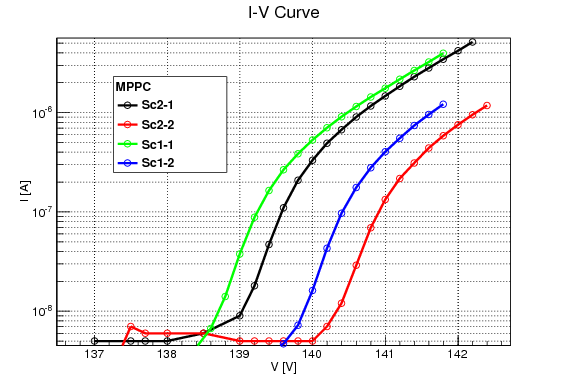 I-V Curve
I [A]
MPPC
Sc2-1
Sc2-2
Sc1-1
Sc1-2
10⁻⁶
10⁻⁷
10⁻⁸
137 138 139 140 141 142
V [V]